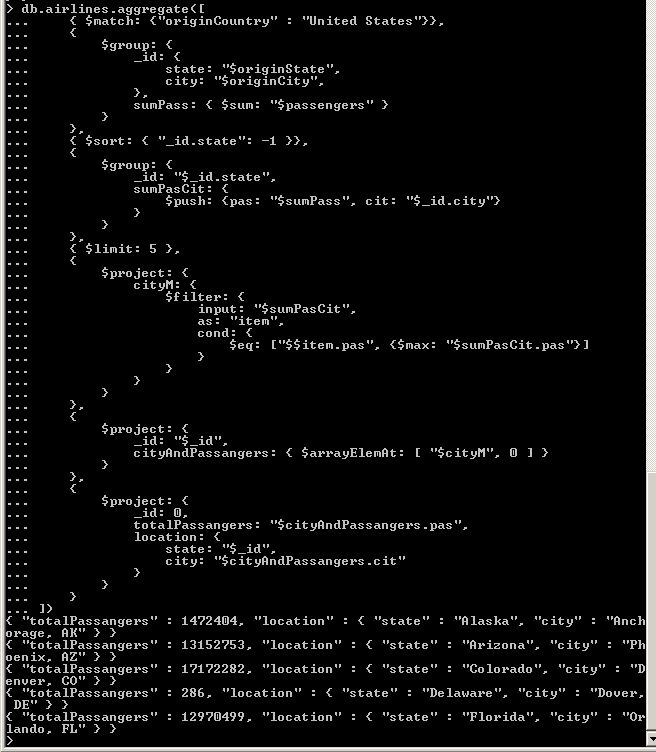 > db.airlines.aggregate([
... { $match: {"originCountry" : "United States"}},
... {
... $group: {
... _id: {
... state: "$originState",
... city: "$originCity",
... },
... sumPass: { $sum: "$passengers" }
... }
... },
... { $sort: { "_id.state": -1 }},
... {
... $group: {
... _id: "$_id.state",
... sumPasCit: {
... $push: {pas: "$sumPass", cit: "$_id.city"}
... }
... }
... },
... { $limit: 5 },
... {
... $project: {
... cityM: {
... $filter: {
... input: "$sumPasCit",
... as: "item",
... cond: {
... $eq: ["$$item.pas", {$max: "$sumPasCit.pas"}]
... }
... }
... }
... }
... },
... {
... $project: {
... _id: "$_id",
... cityAndPassangers: { $arrayElemAt: [ "$cityM", 0 ] }
... }
... },
... {
... $project: {
... _id: 0,
... totalPassangers: "$cityAndPassangers.pas",
... location: {
... state: "$_id",
... city: "$cityAndPassangers.cit"
... }
... }
... }
... ])
{ "totalPassangers" : 1472404, "location" : { "state" : "Alaska", "city" : "Anch
orage, AK" } }
{ "totalPassangers" : 13152753, "location" : { "state" : "Arizona", "city" : "Ph
oenix, AZ" } }
{ "totalPassangers" : 17172282, "location" : { "state" : "Colorado", "city" : "D
enver, CO" } }
{ "totalPassangers" : 286, "location" : { "state" : "Delaware", "city" : "Dover,
DE" } }
{ "totalPassangers" : 12970499, "location" : { "state" : "Florida", "city" : "Or
lando, FL" } }
>